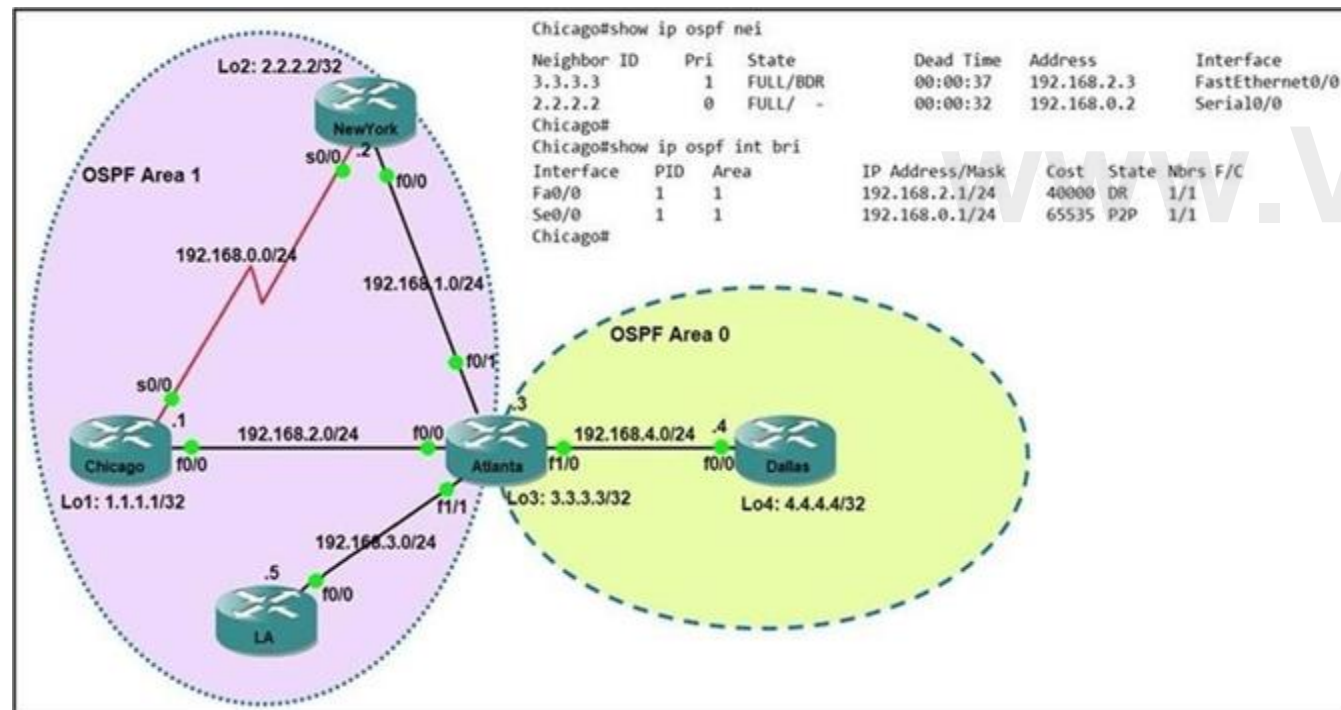 Chicago#show ip ospf nei
Neighbor ID Pri State Dead Time Address Interface
3.3.3.3 1 FULL/BDR 00:00:37 192.168.2.3 FastEthernet0/0
2.2.2.2 0 FULL/ - 00:00:32 192.168.0.2 Serial0/0
Chicago#
Chicago#show ip ospf int bri
Interface PID Area IP Address/Mask Cost State Nbrs F/C
Fa0/0 1 1 192.168.2.1/24 40000 DR 1/1
Se0/0 1 1 192.168.0.1/24 65535 P2P 1/1
Chicago#
www.V
Lo2: 2.2.2.2/32
NewYork
s0/0
.2
f0/0
OSPF Area 1
192.168.0.0/24
192.168.1.0/24
OSPF Area 0
f0/1
s0/0
.1
.3
192.168.2.0/24
f0/0
192.168.4.0/24
.4
Chicago
f0/0
Atlanta
f1/0
f0/0
Dallas
Lo1: 1.1.1.1/32
f1/1
Lo3: 3.3.3.3/32
Lo4: 4.4.4.4/32
192.168.3.0/24
.5
f0/0
LA